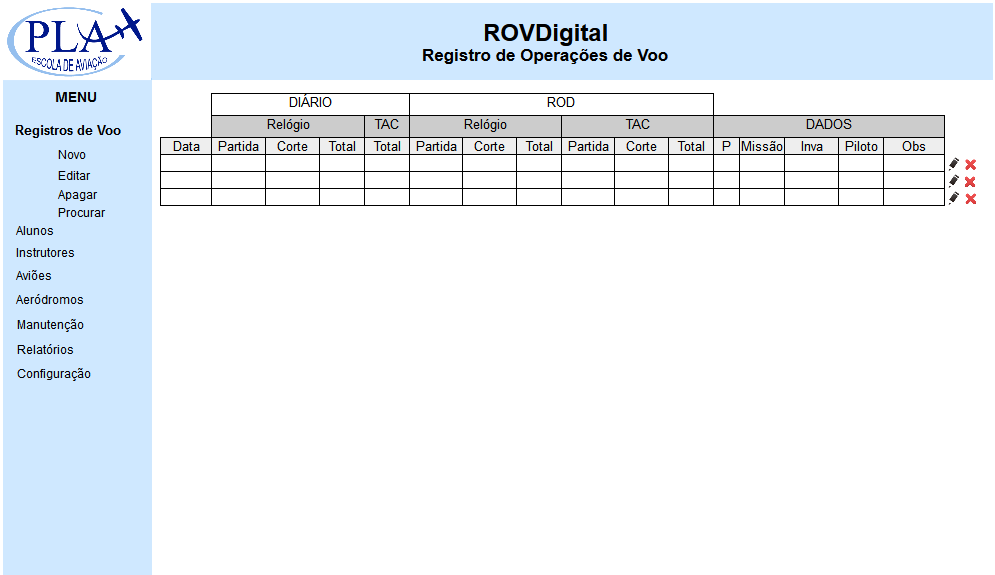 PLA
ESCOLA DE AVIAÇÃO
ROVDigital
Registro de Operações de Voo
MENU
Registros de Voo
Novo
Editar
Apagar
Procurar
Alunos
Instrutores
Aviões
Aeródromos
Manutenção
Relatórios
Configuração
DIÁRIO ROD
Relógio TAC Relógio TAC DADOS
Data Partida Corte Total Total Partida Corte Total Partida Corte Total P Missão Inva Piloto Obs